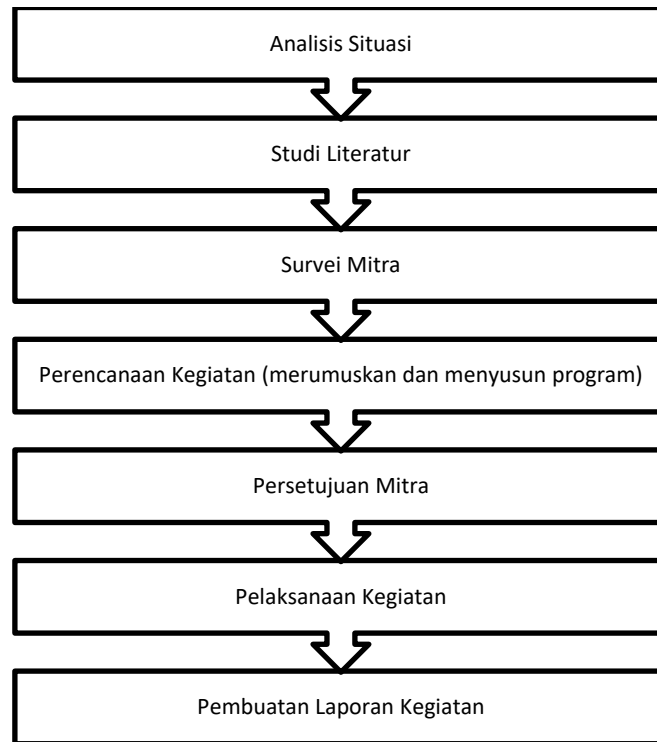 Analisis Situasi
Studi Literatur
Survei Mitra
Perencanaan Kegiatan (merumuskan dan menyusun program)
Persetujuan Mitra
Pelaksanaan Kegiatan
Pembuatan Laporan Kegiatan